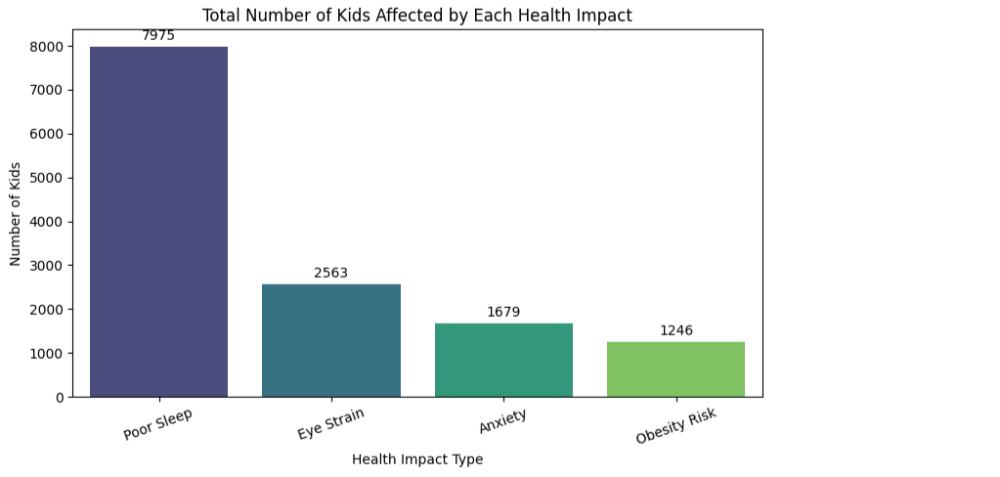 Total Number of Kids Affected by Each Health Impact
7975
8000
7000
6000
5000
4000
3000
2000
1000
0
Number of Kids
2563
1679
1246
Poor Sleep
Eye Strain
Anxiety
Obesity Risk
Health Impact Type